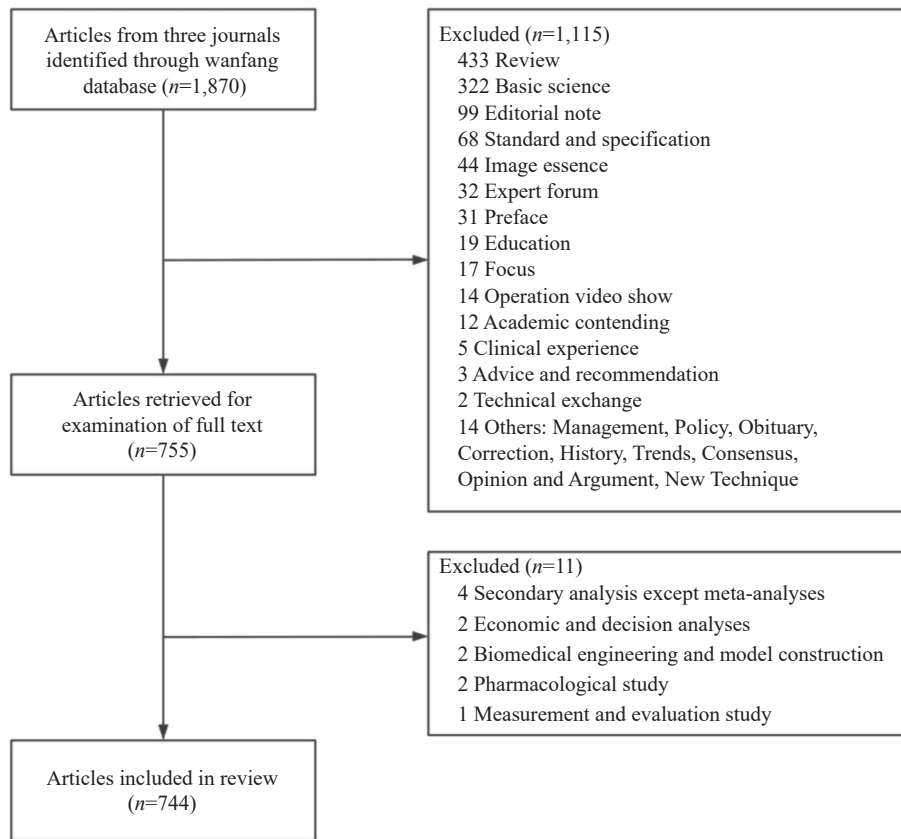 Articles from three journals
identified through wanfang
database (n=1,870)
Excluded (n=1,115)
433 Review
322 Basic science
99 Editorial note
68 Standard and specification
44 Image essence
32 Expert forum
31 Preface
19 Education
17 Focus
14 Operation video show
12 Academic contending
5 Clinical experience
3 Advice and recommendation
2 Technical exchange
14 Others: Management, Policy, Obituary,
Correction, History, Trends, Consensus,
Opinion and Argument, New Technique
Articles retrieved for
examination of full text
(n=755)
Excluded (n=11)
4 Secondary analysis except meta-analyses
2 Economic and decision analyses
2 Biomedical engineering and model construction
2 Pharmacological study
1 Measurement and evaluation study
Articles included in review
(n=744)